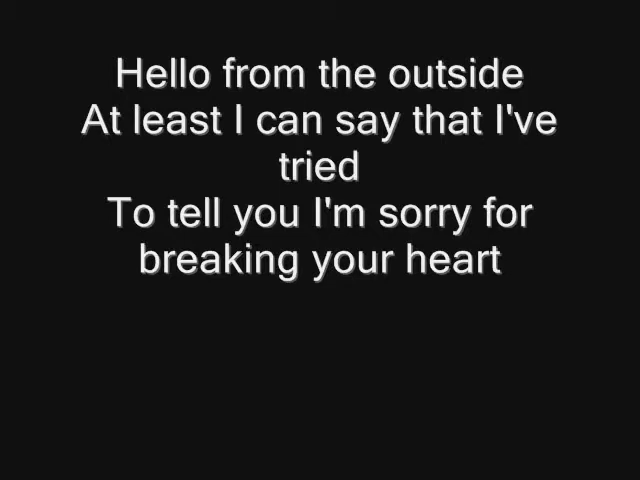 Hello from the outside
At least I can say that I've
tried
To tell you I'm sorry for
breaking your heart